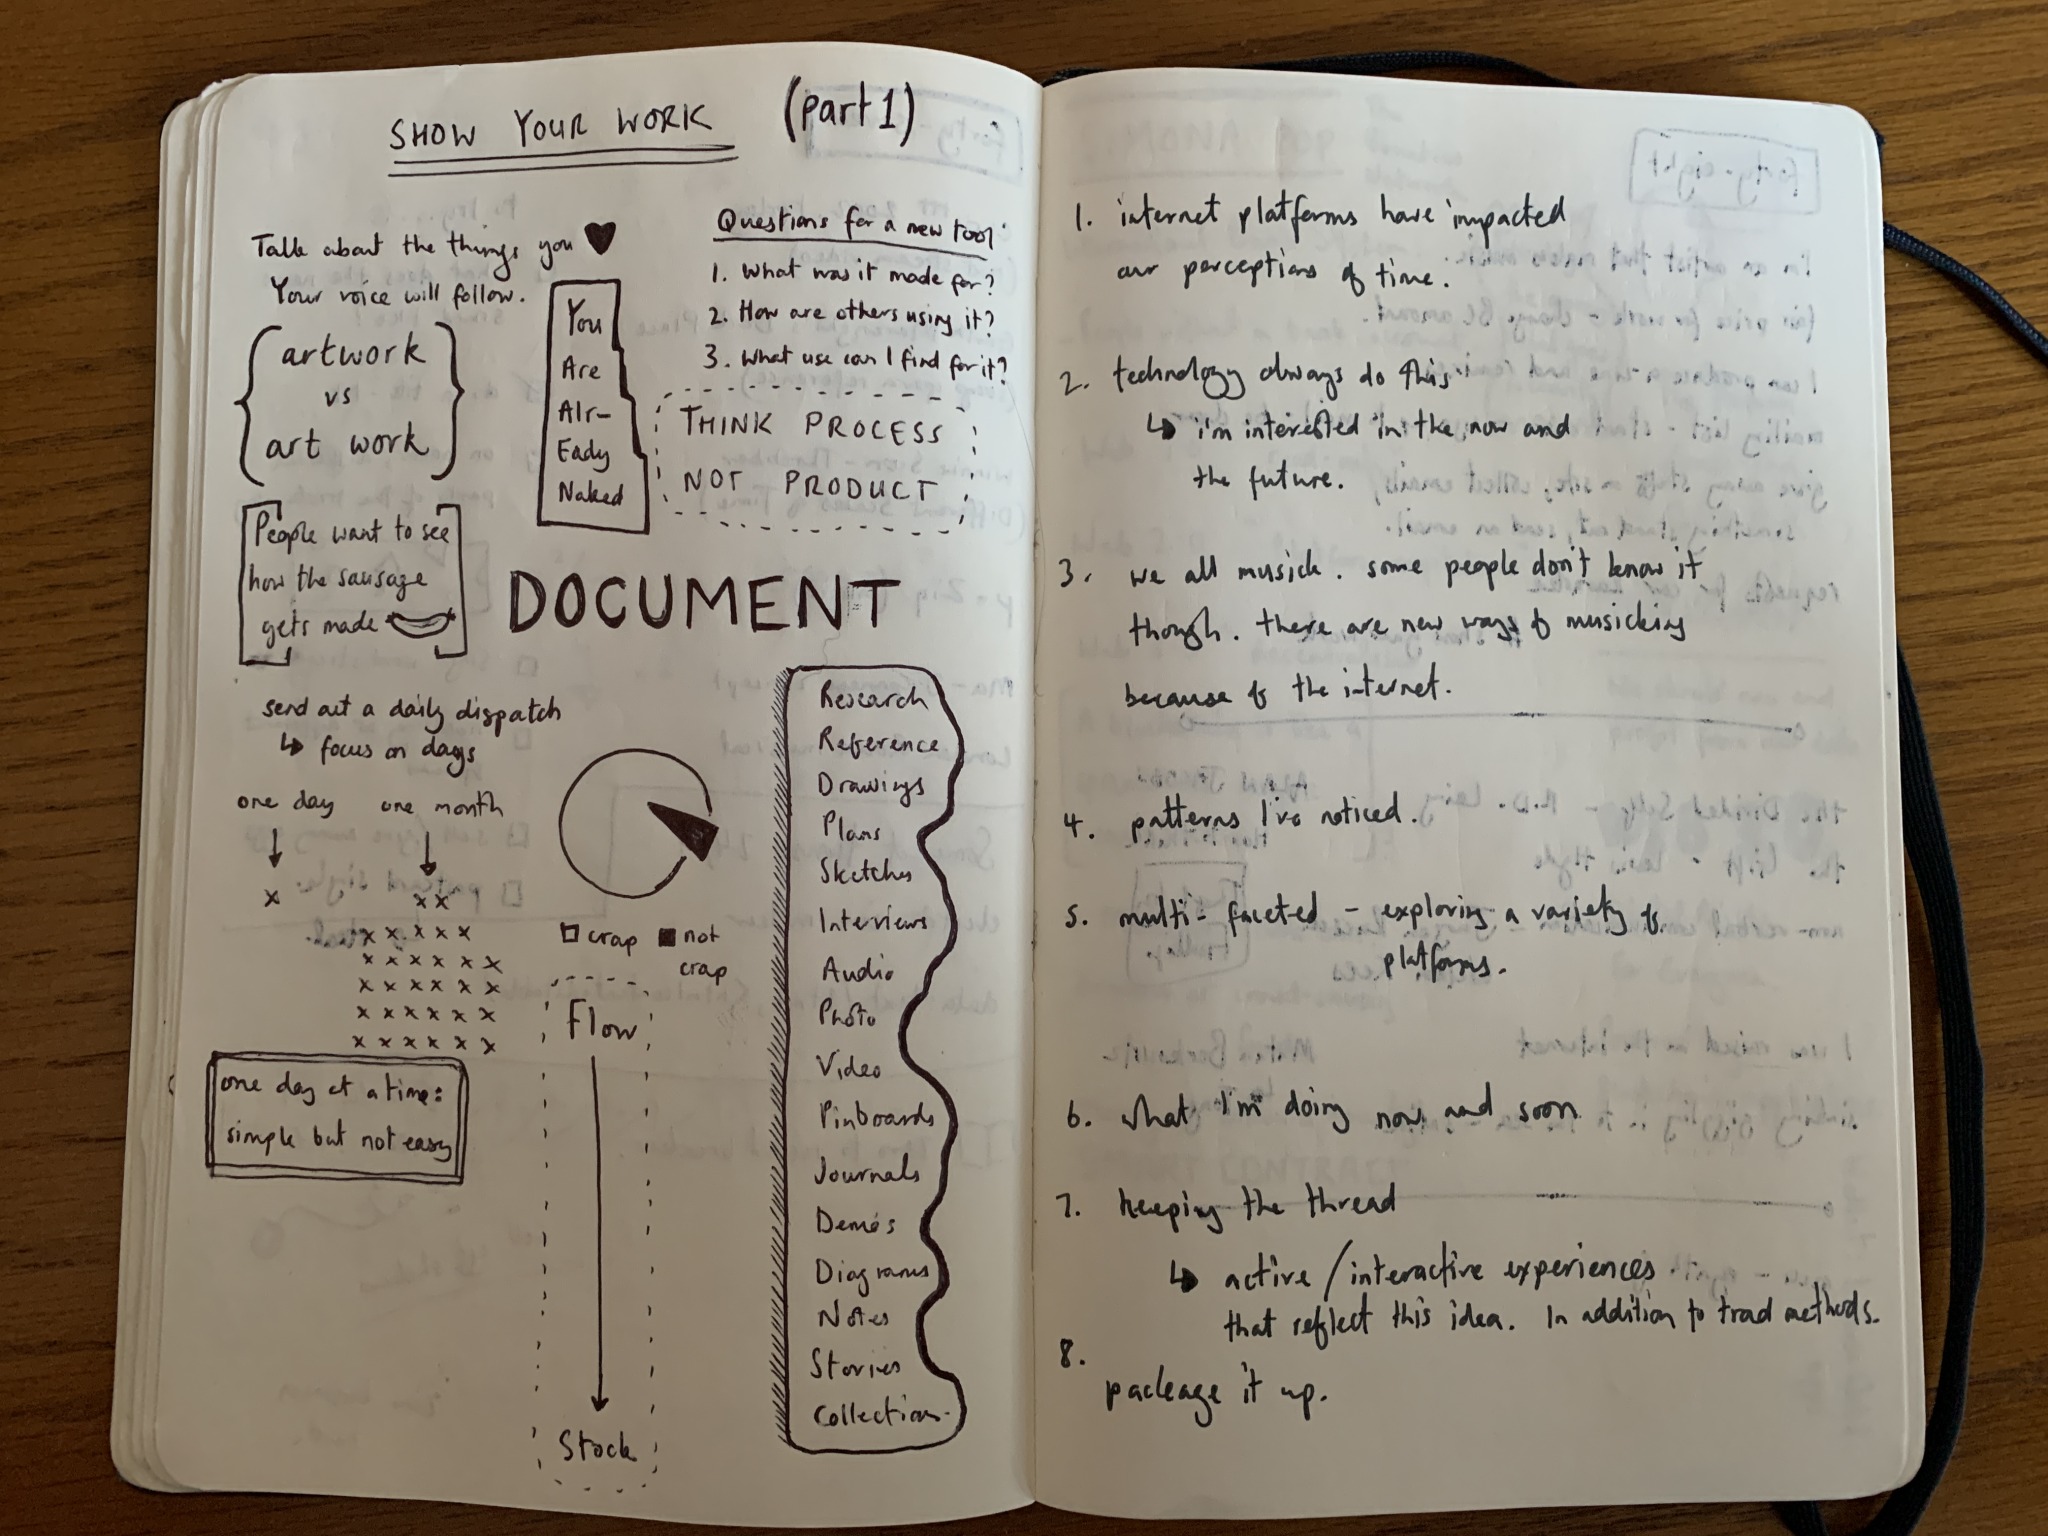 SHOW YOUR WORK (part 1)
Talk about the things you ♥
Your voice will follow.
artwork
vs
art work
People want to see
how the sausage
gets made
You
Are
Alr-
Eady
Naked
Questions for a new tool
1. What was it made for?
2. How are others using it?
3. What use can I find for it?
THINK PROCESS
NOT PRODUCT
DOCUMENT
send out a daily dispatch
↳ focus on days
one day one month
x x x
x x x x x
x x x x x x
x x x x x x
x x x x x x
x x x x x x
one day at a time:
simple but not easy
crap not
crap
Flow
Stock
Research
Reference
Drawings
Plans
Sketches
Interviews
Audio
Photo
Video
Pinboards
Journals
Demos
Diagrams
Notes
Stories
Collections.
1. internet platforms have impacted
our perceptions of time.
2. technology always do this
↳ i'm interested in the now and
the future.
3. we all musick. some people don't know it
though. there are new ways of musicking
because of the internet.
4. patterns I've noticed.
5. multi-faceted - exploring a variety of
platforms.
6. what I'm doing now and soon
7. keeping the thread
↳ active/interactive experiences
that reflect this idea. In addition to trad methods.
8.
package it up.